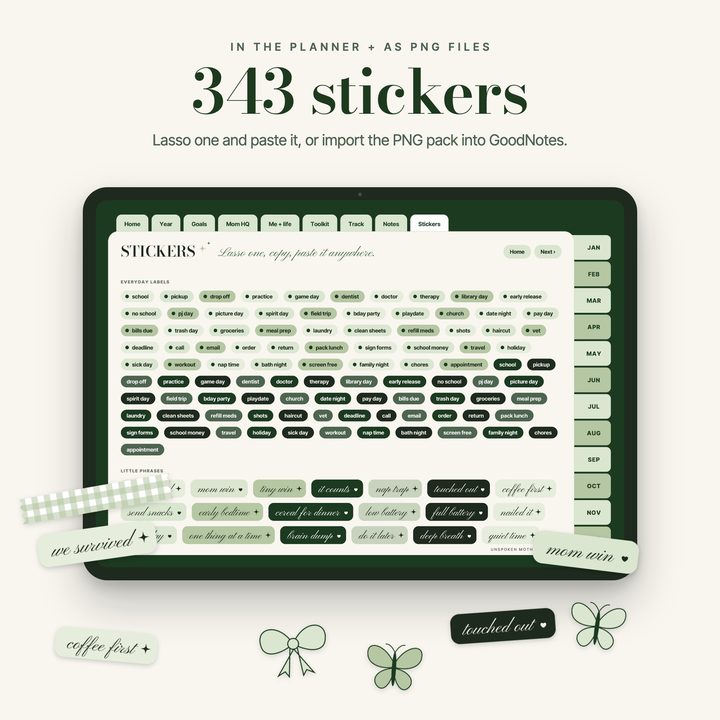 IN THE PLANNER + AS PNG FILES
343 stickers
Lasso one and paste it, or import the PNG pack into GoodNotes.
Home Year Goals Mom HQ Me + life Toolkit Track Notes Stickers
STICKERS Lasso one, copy, paste it anywhere. Home Next ›
JAN
FEB
MAR
APR
MAY
JUN
JUL
AUG
SEP
OCT
NOV
EVERYDAY LABELS
school pickup drop off practice game day dentist doctor therapy library day early release
no school pj day picture day spirit day field trip bday party playdate church date night pay day
bills due trash day groceries meal prep laundry clean sheets refill meds shots haircut vet
deadline call email order return pack lunch sign forms school money travel holiday
sick day workout nap time bath night screen free family night chores appointment school pickup
drop off practice game day dentist doctor therapy library day early release no school pj day picture day
spirit day field trip bday party playdate church date night pay day bills due trash day groceries meal prep
laundry clean sheets refill meds shots haircut vet deadline call email order return pack lunch
sign forms school money travel holiday sick day workout nap time bath night screen free family night chores
appointment
LITTLE PHRASES
mom win tiny win it counts nap trap touched out coffee first
send snacks early bedtime cereal for dinner low battery full battery nailed it
one thing at a time brain dump do it later deep breath quiet time
UNSPOKEN
we survived
mom win
coffee first
touched out